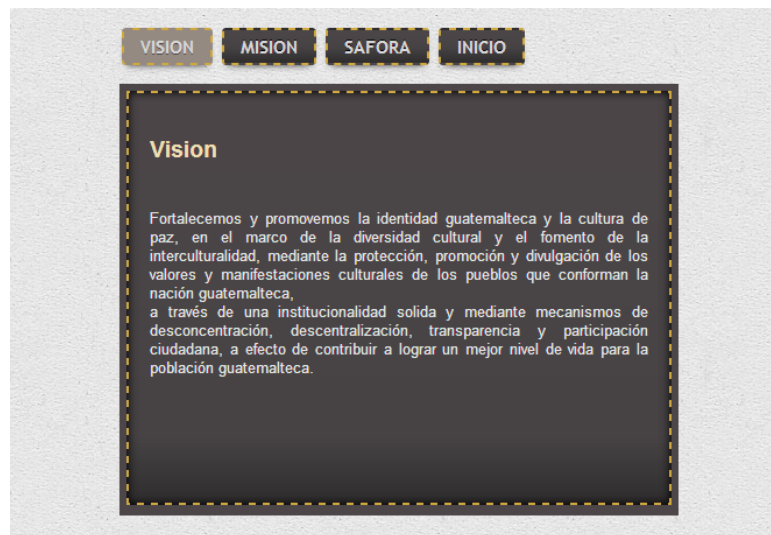 VISION MISION SAFORA INICIO
Vision
Fortalecemos y promovemos la identidad guatemalteca y la cultura de
paz, en el marco de la diversidad cultural y el fomento de la
interculturalidad, mediante la protección, promoción y divulgación de los
valores y manifestaciones culturales de los pueblos que conforman la
nación guatemalteca,
a través de una institucionalidad solida y mediante mecanismos de
desconcentración, descentralización, transparencia y participación
ciudadana, a efecto de contribuir a lograr un mejor nivel de vida para la
población guatemalteca.